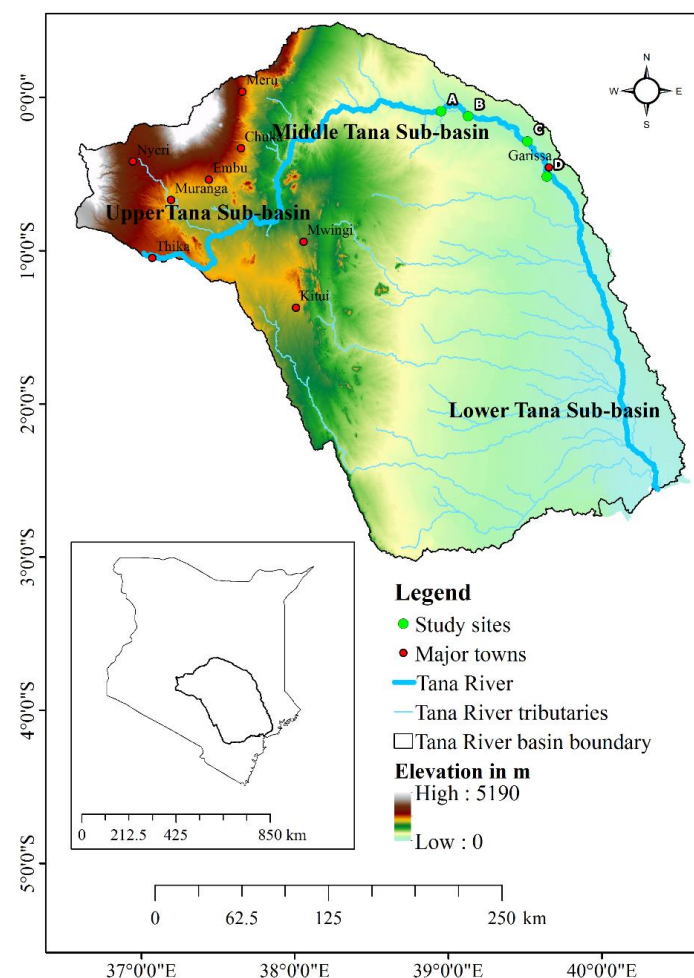 0°0'0"
1°0'0"S
2°0'0"S
3°0'0"S
4°0'0"S
5°0'0"S
N
W
E
S
Meru
A
B
Chuka
Middle Tana Sub-basin
C
Nyeri
Garissa
Embu
D
Muranga
UpperTana Sub-basin
Mwingi
Thika
Kitui
Lower Tana Sub-basin
Legend
Study sites
Major towns
Tana River
Tana River tributaries
Tana River basin boundary
Elevation in m
High : 5190
Low : 0
0 212.5 425 850 km
0 62.5 125 250 km
37°0'0"E 38°0'0"E 39°0'0"E 40°0'0"E